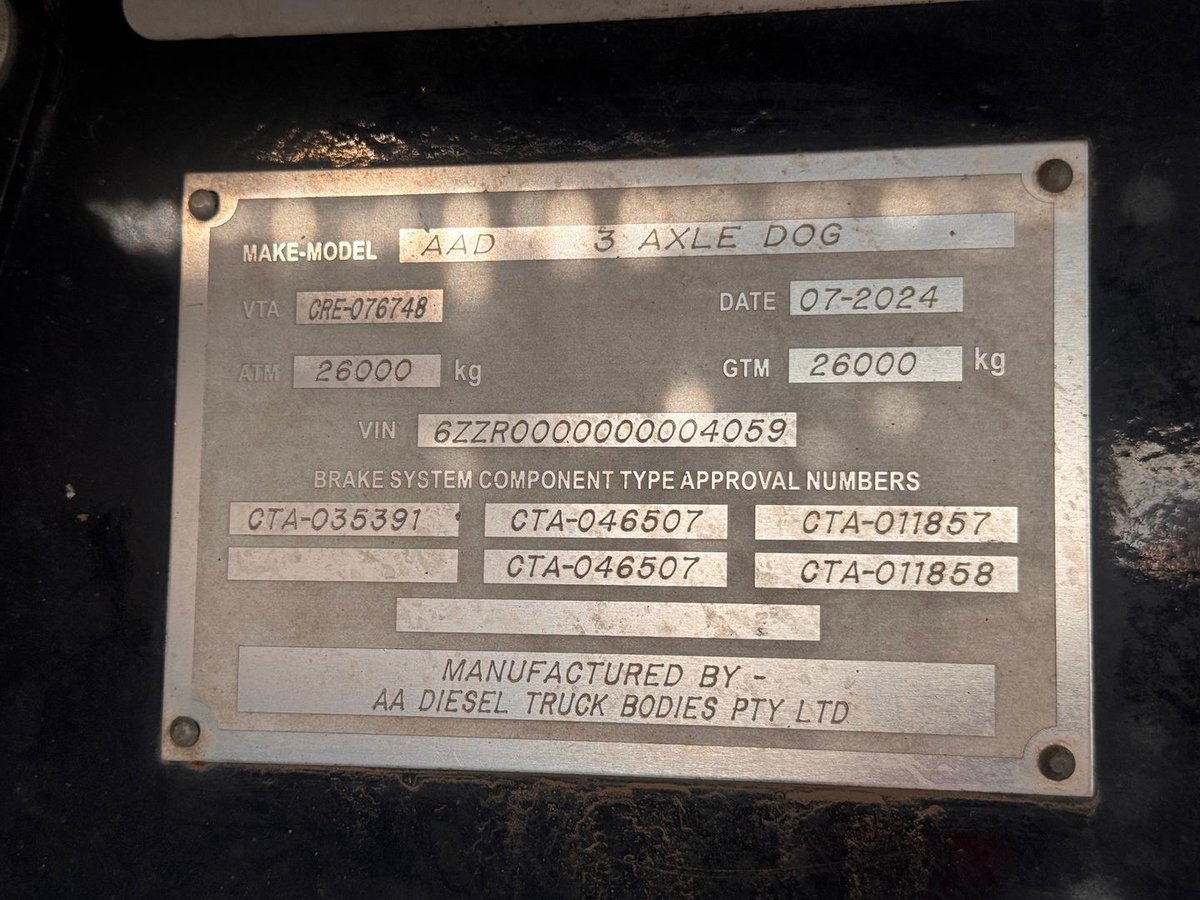 MAKE-MODEL AAD 3 AXLE DOG
VTA CRE-076748 DATE 07-2024
ATM 26000 kg GTM 26000 kg
VIN 6ZZR0000000004059
BRAKE SYSTEM COMPONENT TYPE APPROVAL NUMBERS
CTA-035391 CTA-046507 CTA-011857
CTA-046507 CTA-011858
MANUFACTURED BY -
AA DIESEL TRUCK BODIES PTY LTD